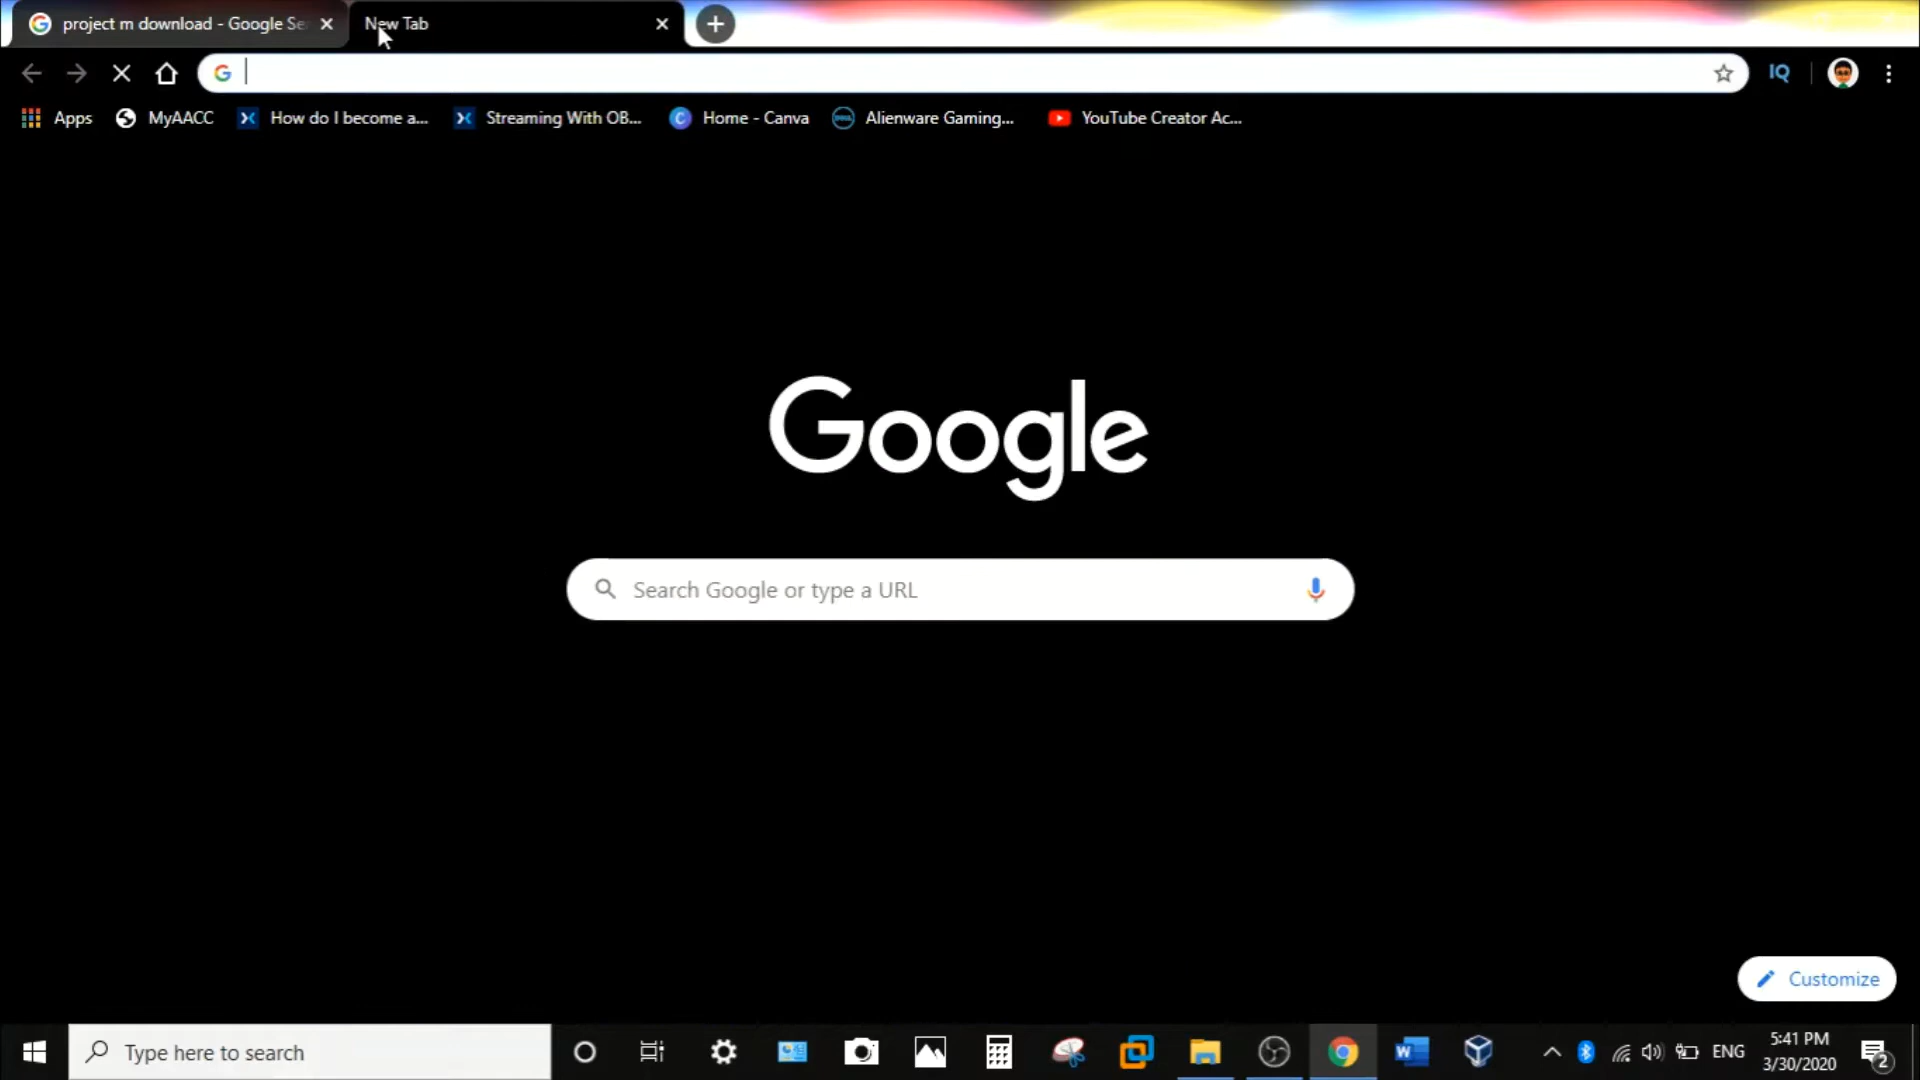 project m download - Google Se
New Tab
Apps
MyAACC
How do I become a...
Streaming With OB...
Home - Canva
Alienware Gaming...
YouTube Creator Ac...
IQ
Google
Search Google or type a URL
Customize
Type here to search
ENG
5:41 PM
3/30/2020
2